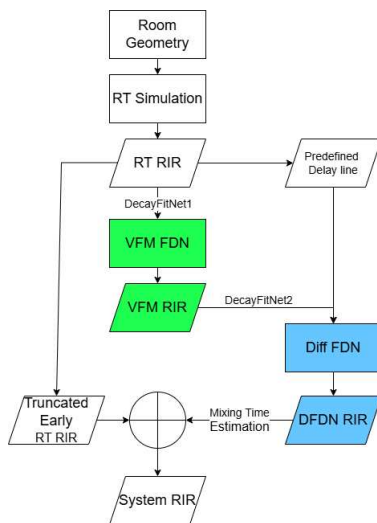 Room
Geometry
RT Simulation
RT RIR
Predefined
Delay line
DecayFitNet1
VFM FDN
VFM RIR
DecayFitNet2
Diff FDN
Truncated
Early
RT RIR
Mixing Time
Estimation
DFDN RIR
System RIR